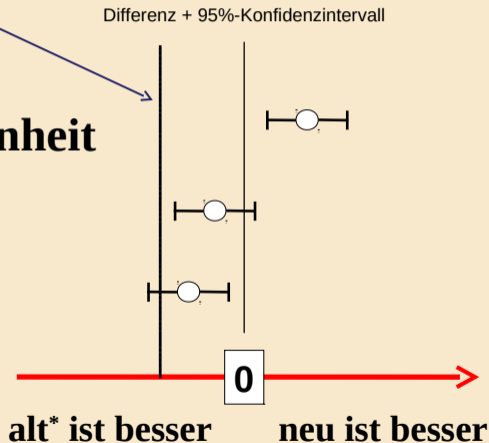 Differenz + 95%-Konfidenzintervall
nheit
0
alt* ist besser
neu ist besser